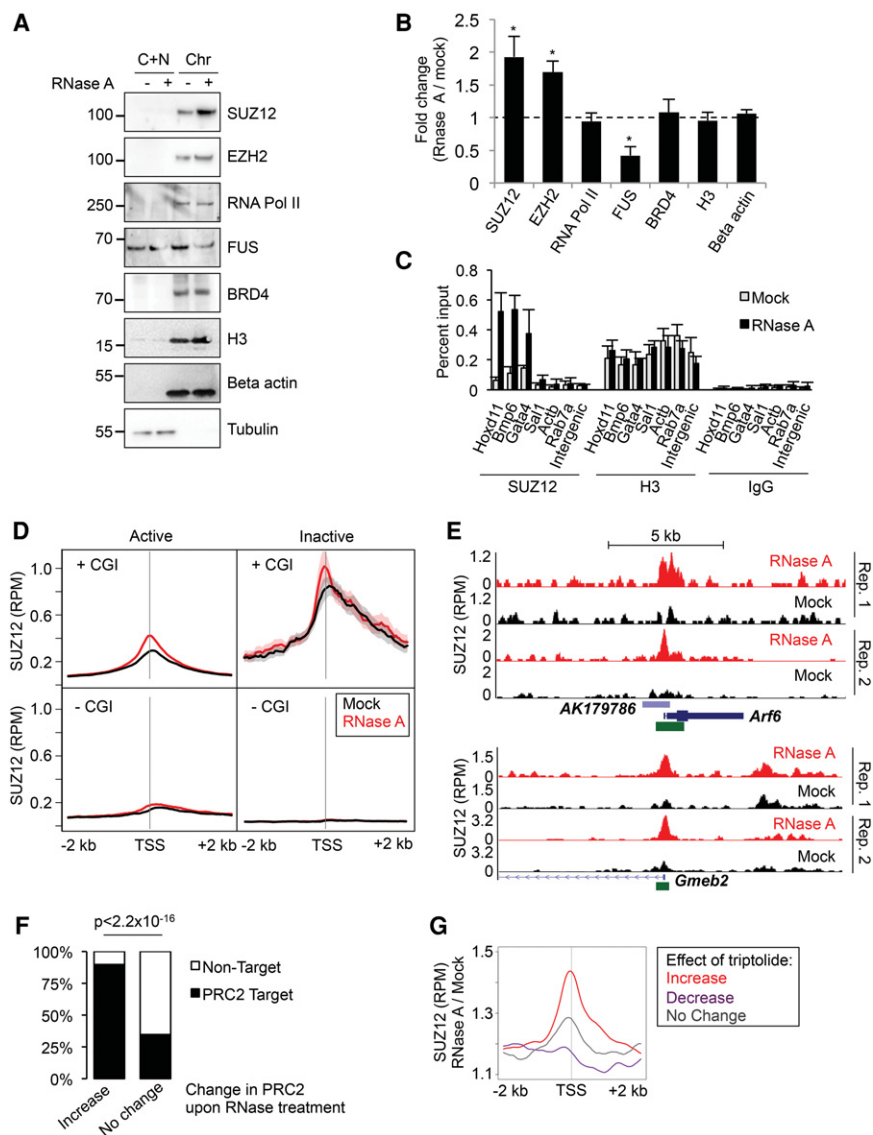 A
C+N Chr
RNase A - + - +
100 SUZ12
100 EZH2
250 RNA Pol II
70 FUS
70 BRD4
15 H3
55 Beta actin
55 Tubulin
B
Fold change
(Rnase A / mock)
2.5
2
1.5
1
0.5
0
* * *
SUZ12 EZH2 RNA Pol II FUS BRD4 H3 Beta actin
C
Percent input
0.8
0.6
0.4
0.2
0.0
Mock
RNase A
Hoxd11 Bmp6 Gata4 Sal1 Actb Rab7a Intergenic
Hoxd11 Bmp6 Gata4 Sal1 Actb Rab7a Intergenic
Hoxd11 Bmp6 Gata4 Sal1 Actb Rab7a Intergenic
SUZ12 H3 IgG
D
Active Inactive
SUZ12 (RPM)
1.0
0.6
0.2
+ CGI + CGI
SUZ12 (RPM)
1.0
0.6
0.2
- CGI - CGI
Mock
RNase A
-2 kb TSS +2 kb -2 kb TSS +2 kb
E
5 kb
SUZ12 (RPM)
1.2 RNase A
0
1.2 Mock
0
Rep. 1
2 RNase A
0
2 Mock
0
Rep. 2
AK179786 Arf6
SUZ12 (RPM)
1.5 RNase A
0
1.5 Mock
0
Rep. 1
3.2 RNase A
0
3.2 Mock
0
Rep. 2
Gmeb2
F
p<2.2x10-16
100%
75%
50%
25%
0%
Non-Target
PRC2 Target
Increase No change
Change in PRC2
upon RNase treatment
G
SUZ12 (RPM)
RNase A / Mock
1.5
1.3
1.1
-2 kb TSS +2 kb
Effect of triptolide:
Increase
Decrease
No Change